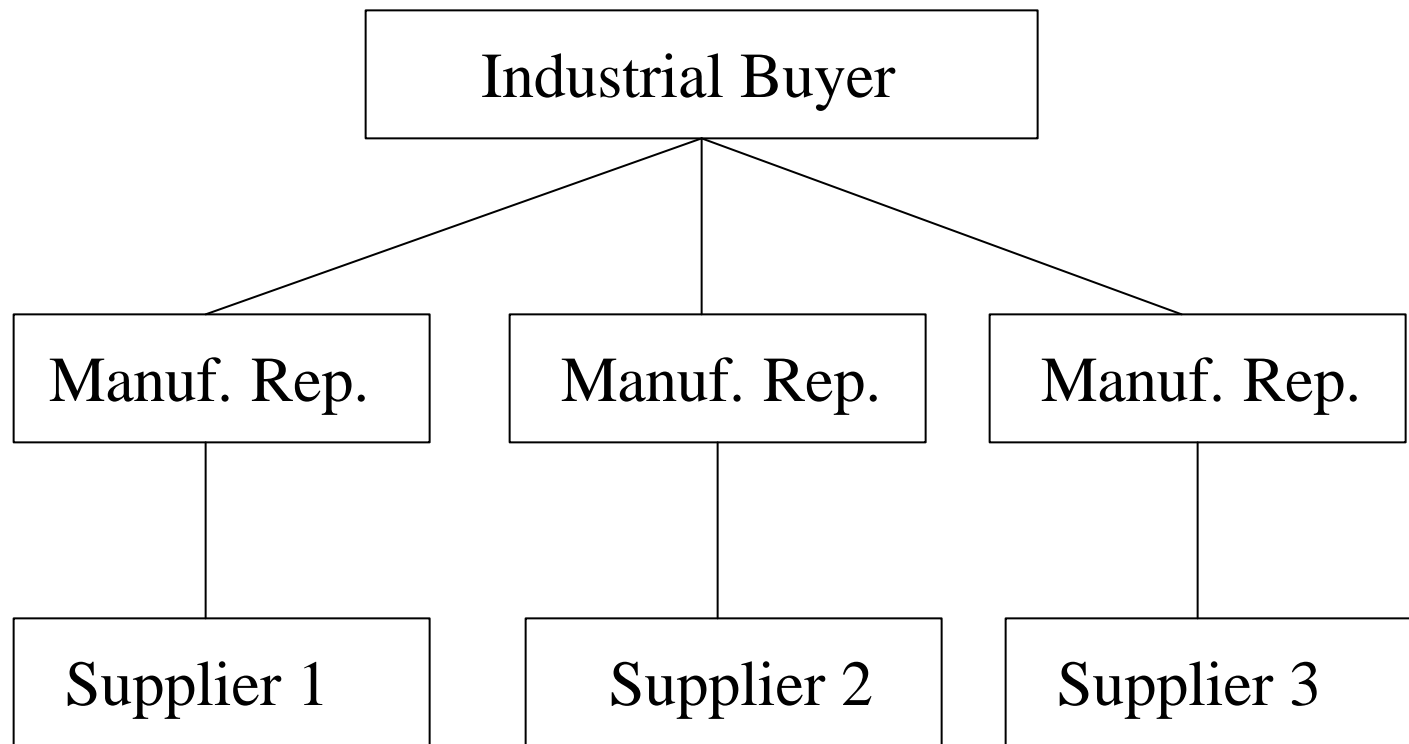 Industrial Buyer
Manuf. Rep.
Manuf. Rep.
Manuf. Rep.
Supplier 1
Supplier 2
Supplier 3